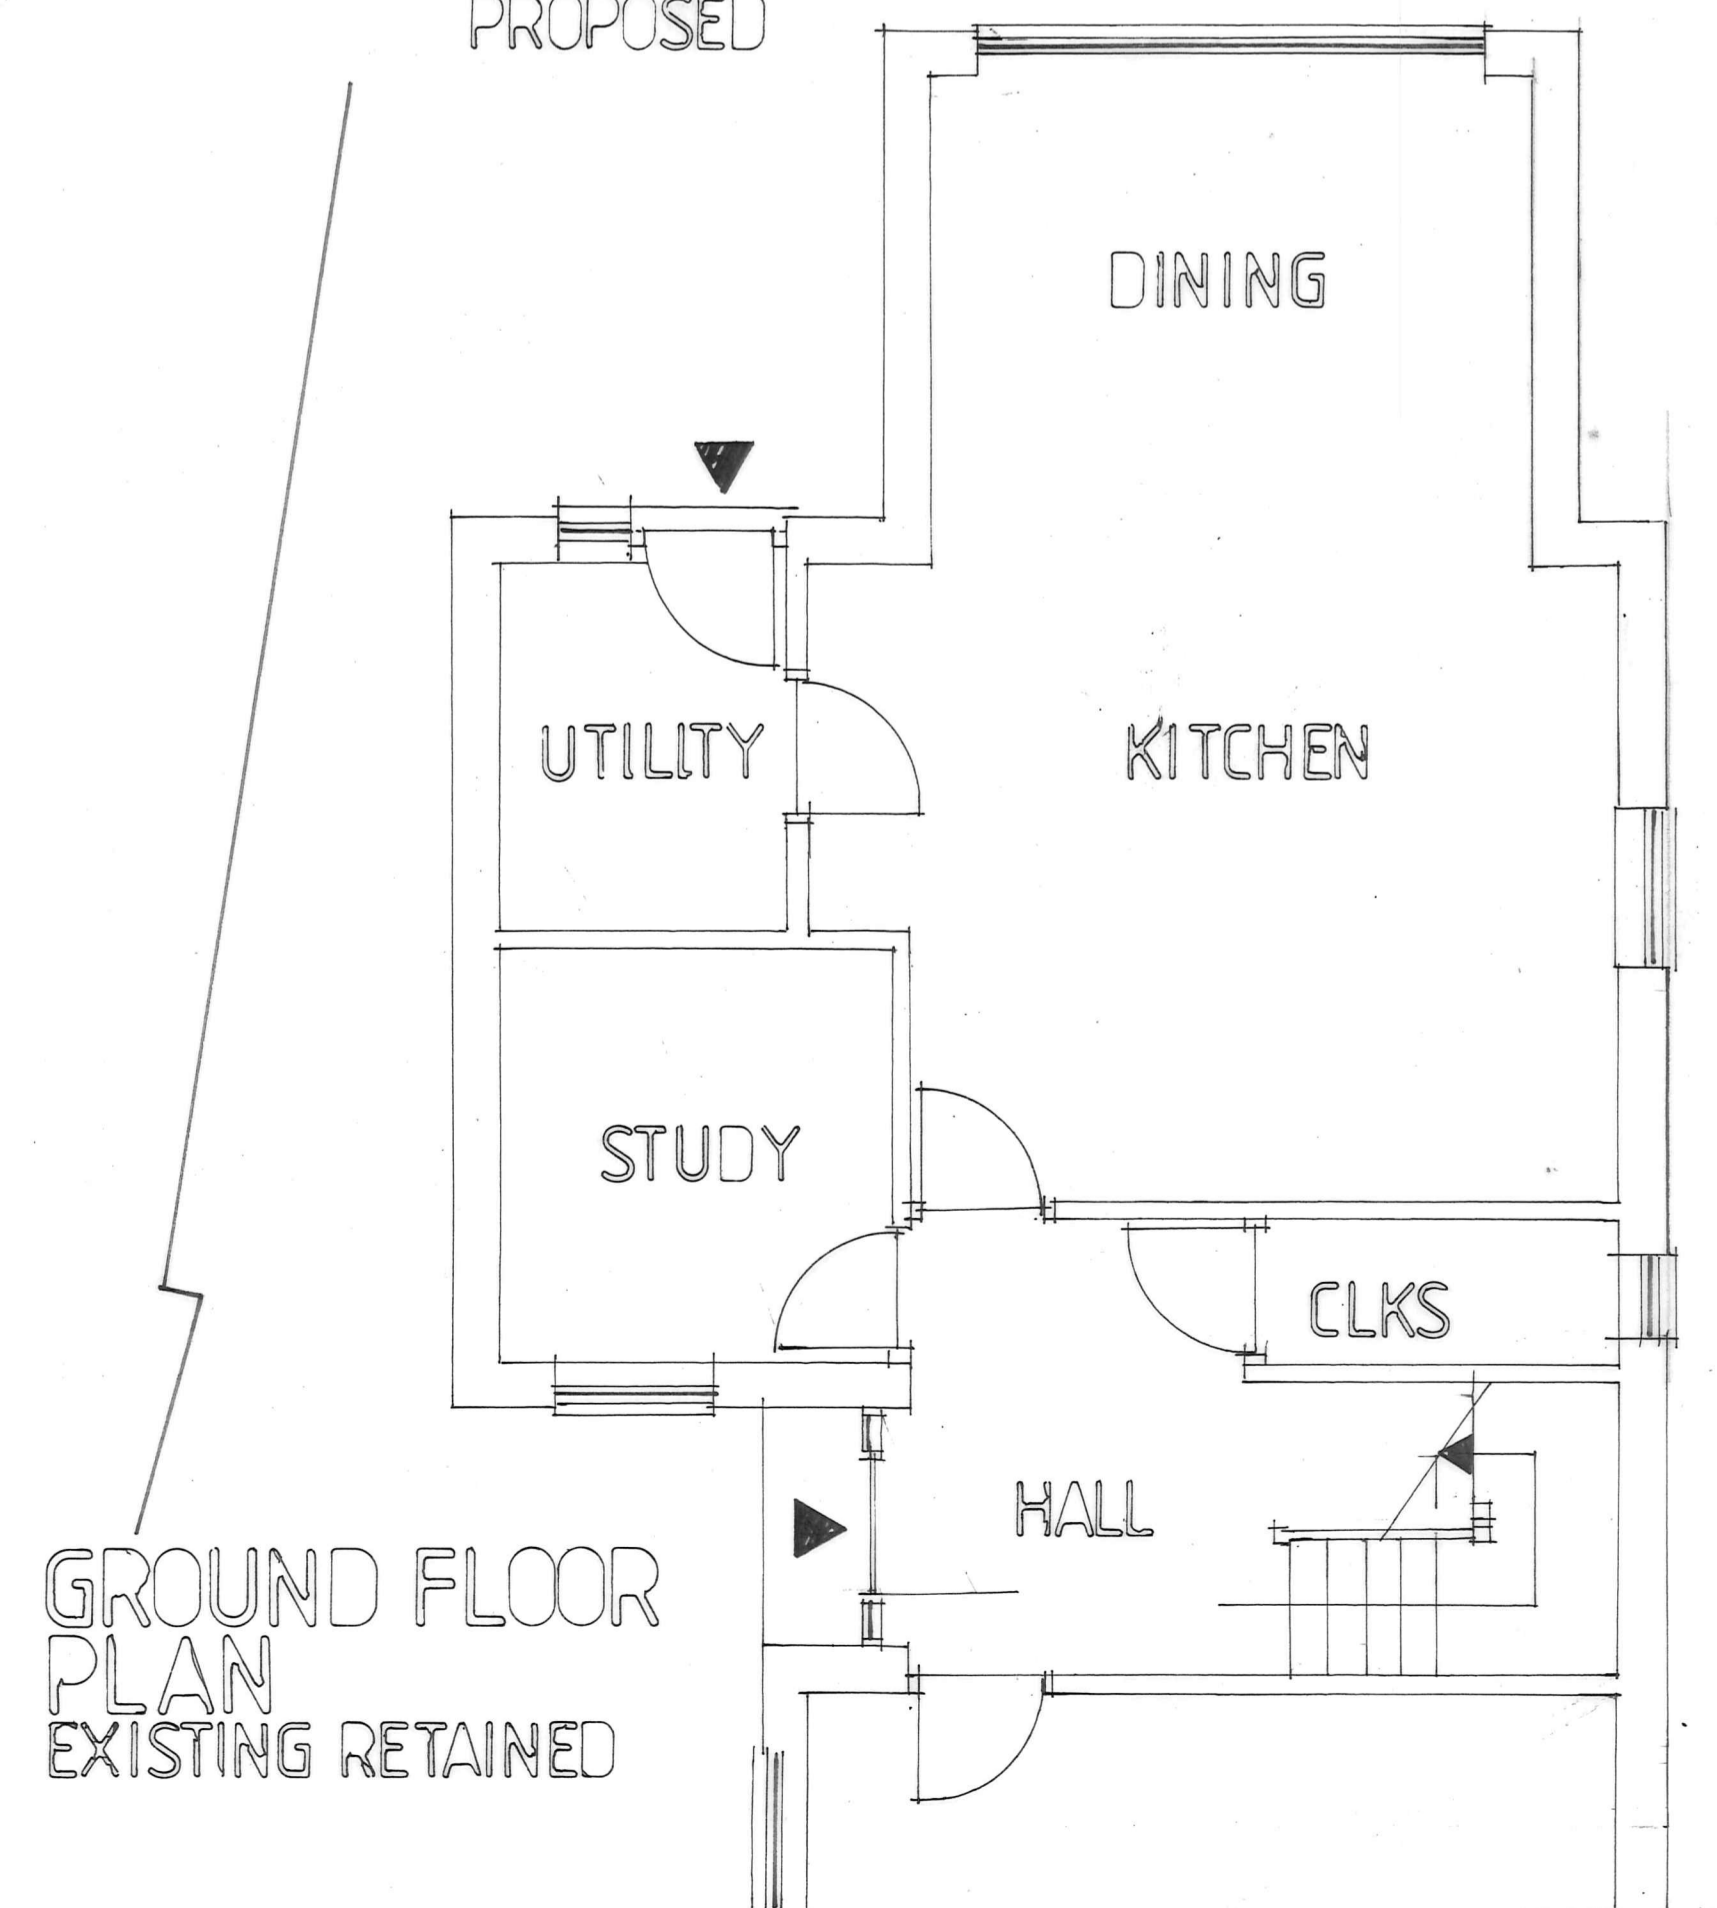 PROPOSED
DINING
UTILITY
KITCHEN
STUDY
CLKS
HALL
GROUND FLOOR
PLAN
EXISTING RETAINED